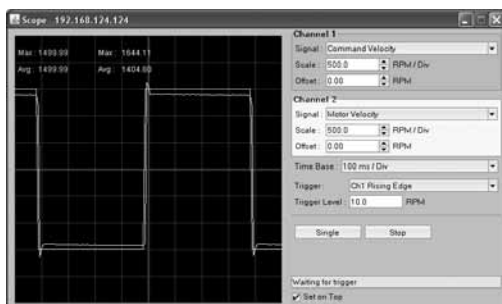 Scope 192.168.124.124
Max: 1499.99 Max: 1644.11
Avg: 1499.99 Avg: 1404.60
Channel 1
Signal: Command Velocity
Scale: 500.0 RPM / Div
Offset: 0.00 RPM
Channel 2
Signal: Motor Velocity
Scale: 500.0 RPM / Div
Offset: 0.00 RPM
Time Base: 100 ms / Div
Trigger: Ch1 Rising Edge
Trigger Level: 10.0 RPM
Single Stop
Waiting for trigger
Set on Top